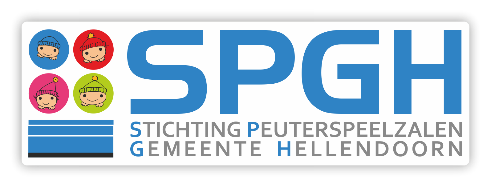 SPGH
STICHTING PEUTERSPEELZALEN
GEMEENTE HELLENDOORN